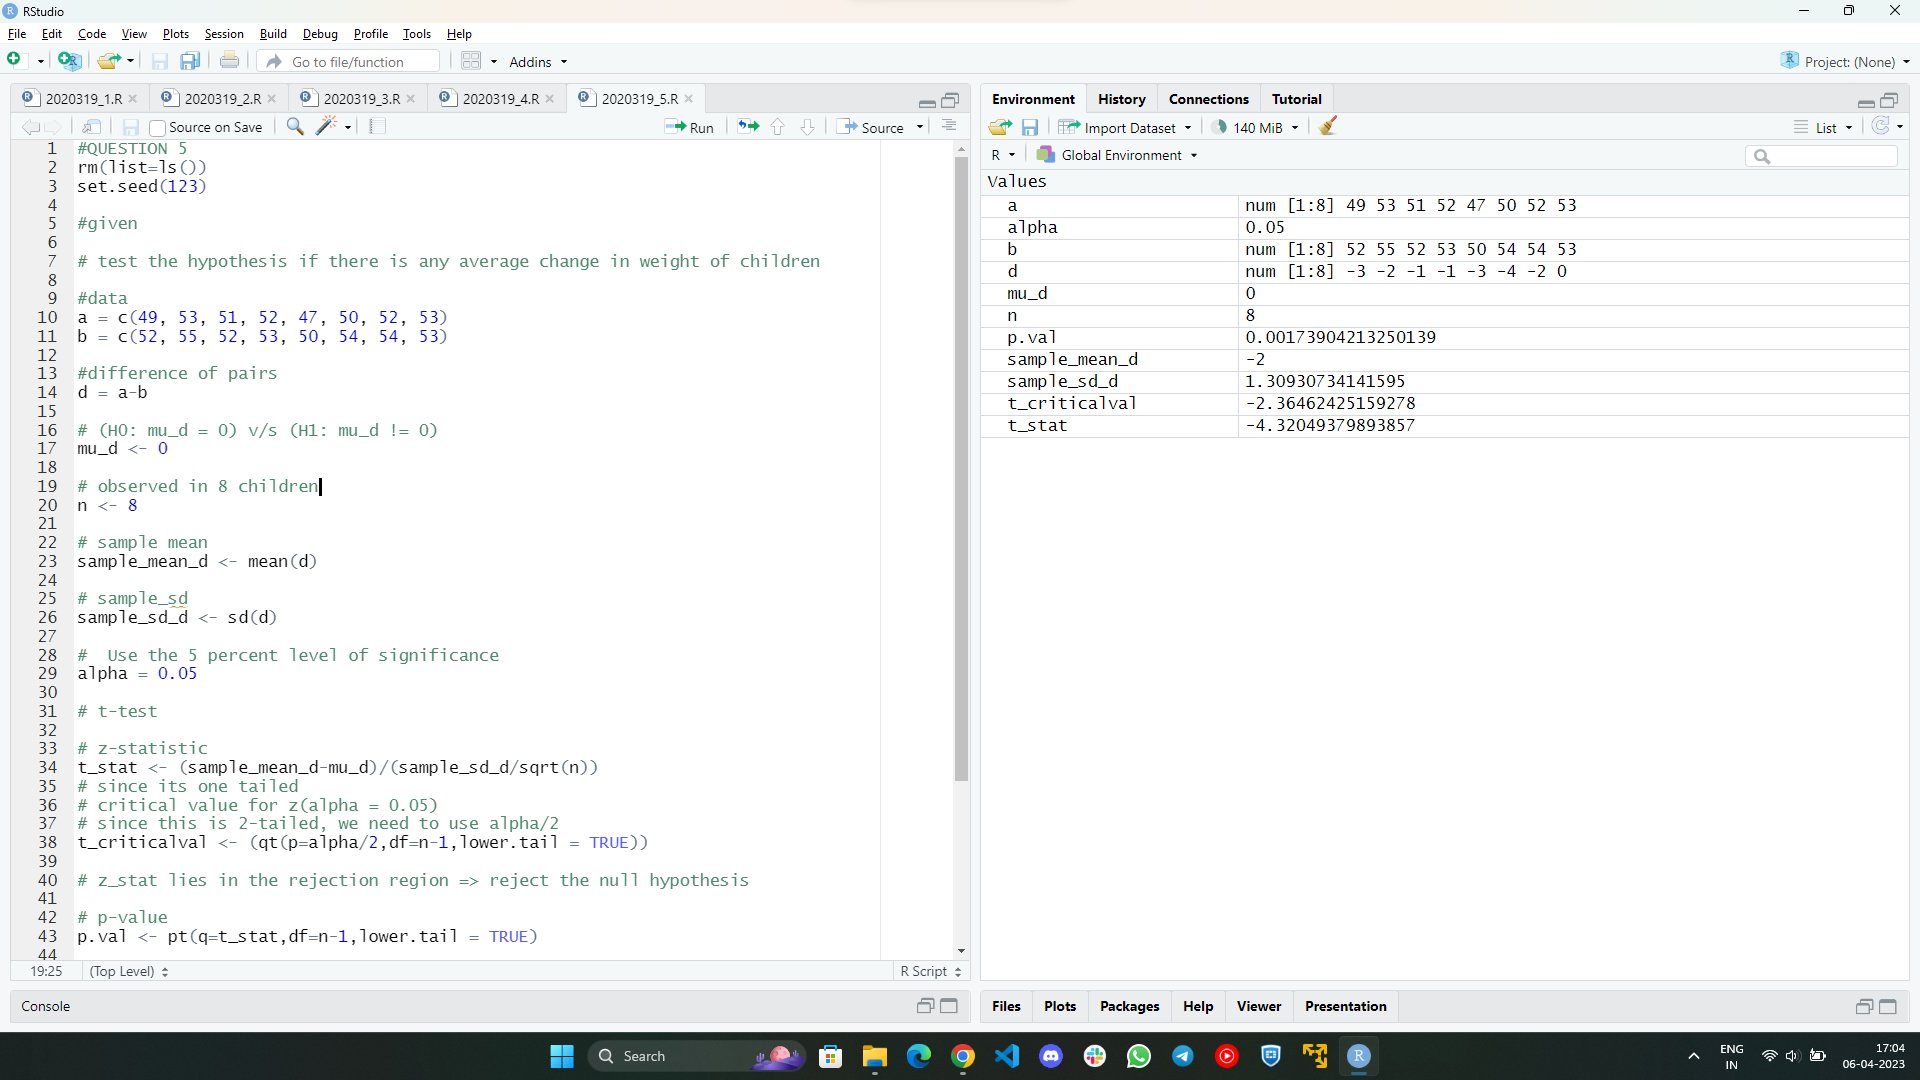 RStudio
File Edit Code View Plots Session Build Debug Profile Tools Help
Go to file/function Addins Project: (None)
2020319_1.R 2020319_2.R 2020319_3.R 2020319_4.R 2020319_5.R
Source on Save Run Source
1 #QUESTION 5
2 rm(list=ls())
3 set.seed(123)
4
5 #given
6
7 # test the hypothesis if there is any average change in weight of children
8
9 #data
10 a = c(49, 53, 51, 52, 47, 50, 52, 53)
11 b = c(52, 55, 52, 53, 50, 54, 54, 53)
12
13 #difference of pairs
14 d = a-b
15
16 # (H0: mu_d = 0) v/s (H1: mu_d != 0)
17 mu_d <- 0
18
19 # observed in 8 children
20 n <- 8
21
22 # sample mean
23 sample_mean_d <- mean(d)
24
25 # sample_sd
26 sample_sd_d <- sd(d)
27
28 #  Use the 5 percent level of significance
29 alpha = 0.05
30
31 # t-test
32
33 # z-statistic
34 t_stat <- (sample_mean_d-mu_d)/(sample_sd_d/sqrt(n))
35 # since its one tailed
36 # critical value for z(alpha = 0.05)
37 # since this is 2-tailed, we need to use alpha/2
38 t_criticalval <- (qt(p=alpha/2,df=n-1,lower.tail = TRUE))
39
40 # z_stat lies in the rejection region => reject the null hypothesis
41
42 # p-value
43 p.val <- pt(q=t_stat,df=n-1,lower.tail = TRUE)
44
19:25 (Top Level) R Script
Console
Environment History Connections Tutorial
Import Dataset 140 MiB List
R Global Environment
Values
a num [1:8] 49 53 51 52 47 50 52 53
alpha 0.05
b num [1:8] 52 55 52 53 50 54 54 53
d num [1:8] -3 -2 -1 -1 -3 -4 -2 0
mu_d 0
n 8
p.val 0.00173904213250139
sample_mean_d -2
sample_sd_d 1.30930734141595
t_criticalval -2.36462425159278
t_stat -4.32049379893857
Files Plots Packages Help Viewer Presentation
Search
ENG
IN
17:04
06-04-2023